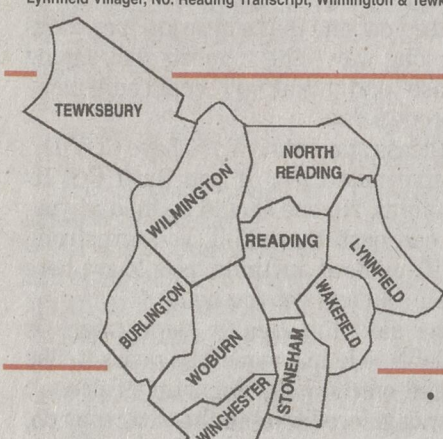 Lynnfield Villager, No. Reading Transcript, Wilmington & Tewk
TEWKSBURY
NORTH
READING
WILMINGTON
READING
LYNNFIELD
BURLINGTON
WAKEFIELD
WOBURN
STONEHAM
WINCHESTER